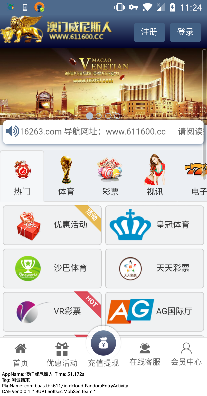 11:24
澳门威尼斯人
WWW.611600.CC
注册
登录
MACAO
VENETIAN
16263.com 导航网址：www.611600.cc 请阅读
热门
体育
彩票
视讯
电子
优惠活动
皇冠体育
沙巴体育
天天彩票
VR彩票
HOT
AG
AG国际厅
首页
优惠活动
充值提现
在线客服
会员中心